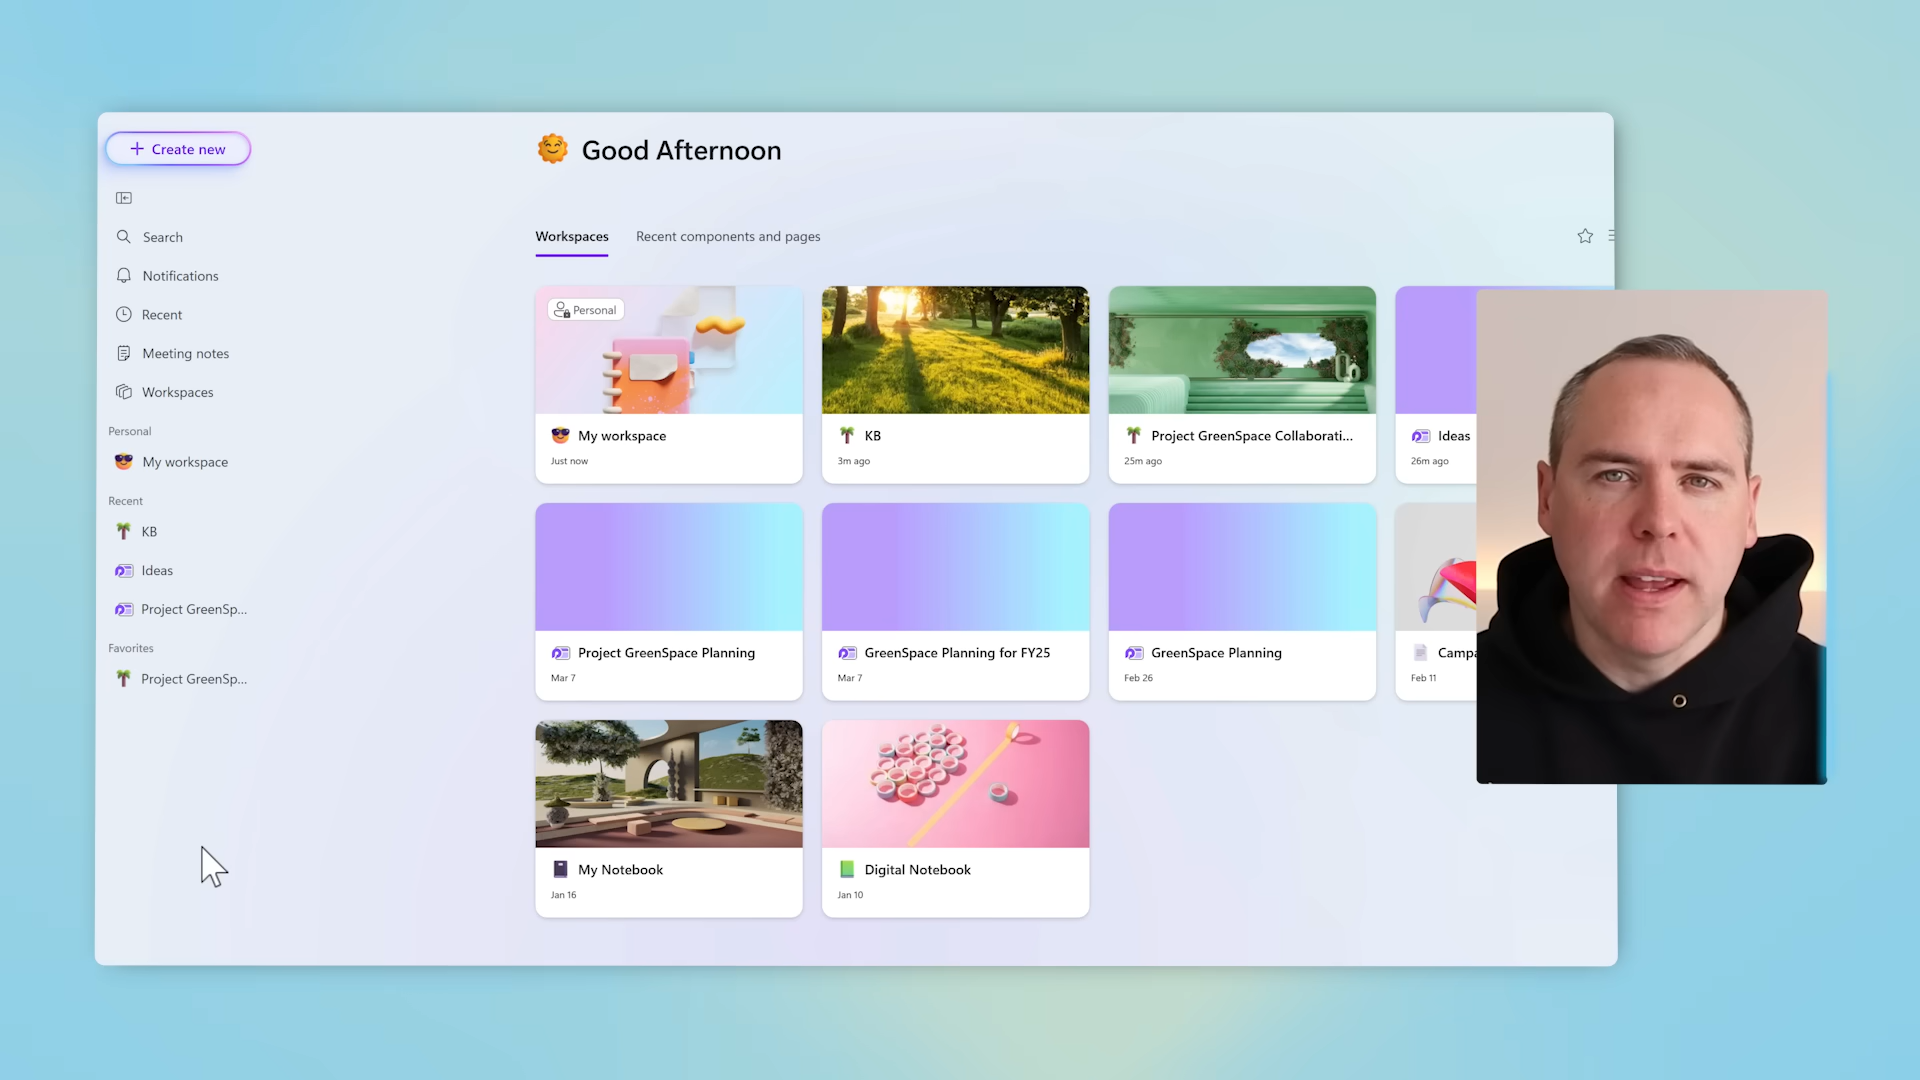 Create new
Good Afternoon
Search
Notifications
Recent
Meeting notes
Workspaces
Personal
My workspace
Recent
KB
Ideas
Project GreenSp...
Favorites
Project GreenSp...
Workspaces
Recent components and pages
Personal
My workspace
Just now
KB
3m ago
Project GreenSpace Collaborati...
25m ago
Ideas
26m ago
Project GreenSpace Planning
Mar 7
GreenSpace Planning for FY25
Mar 7
GreenSpace Planning
Feb 26
Campa
Feb 11
My Notebook
Jan 16
Digital Notebook
Jan 10